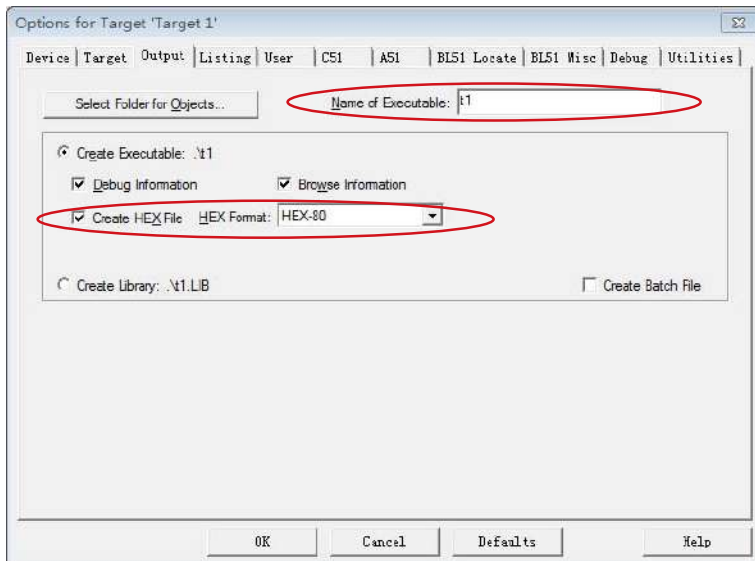 Options for Target 'Target 1'
Device Target Output Listing User C51 A51 BL51 Locate BL51 Misc Debug Utilities
Select Folder for Objects... Name of Executable: t1
Create Executable: .\t1
Debug Information Browse Information
Create HEX File HEX Format: HEX-80
Create Library: .\t1.LIB Create Batch File
OK Cancel Defaults Help